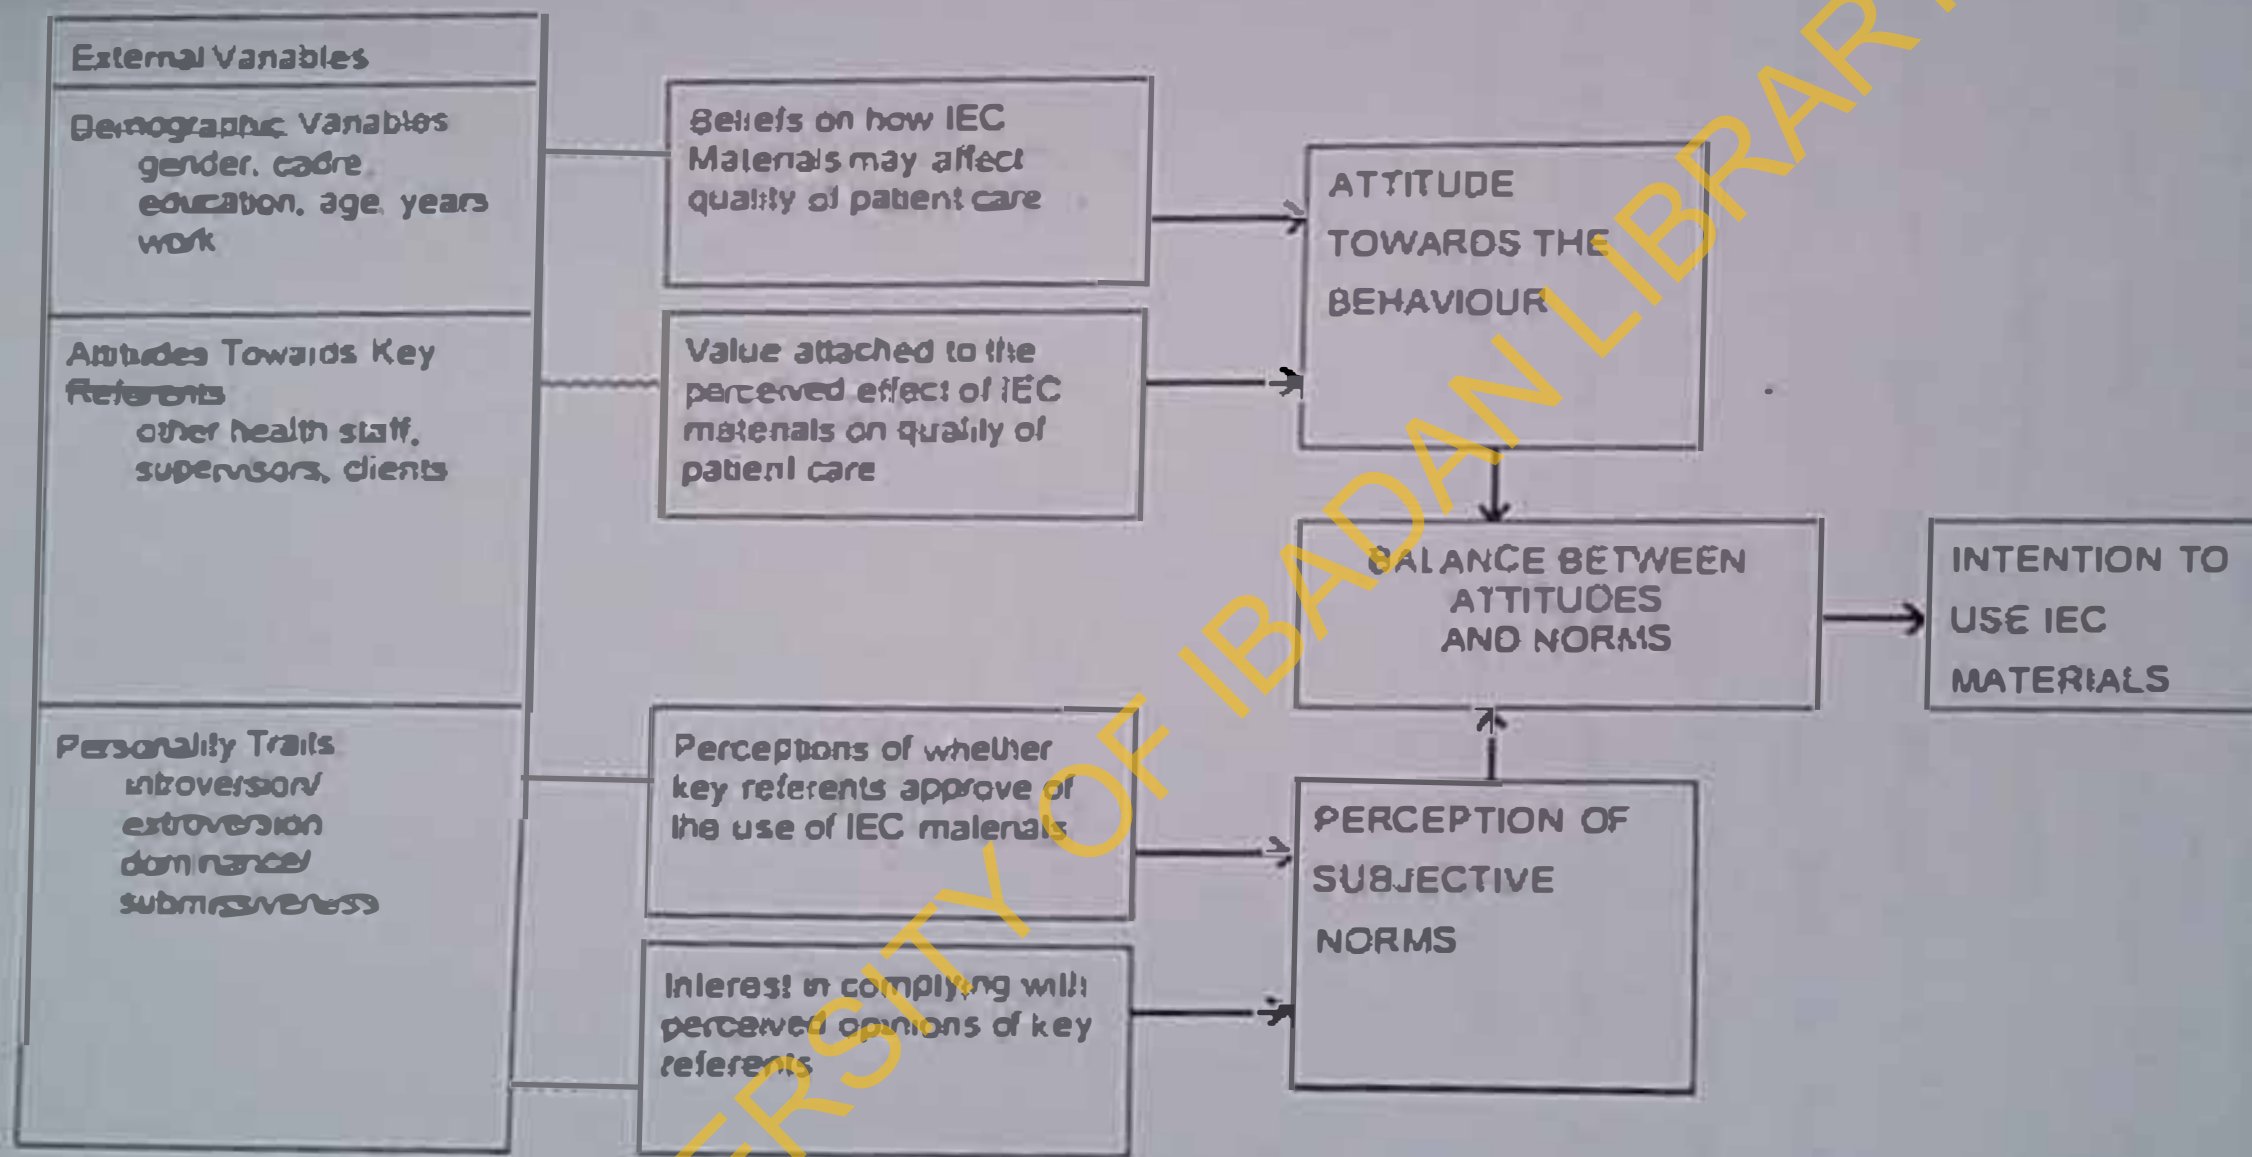 External Variables
Demographic Variables
gender, cadre,
education, age, years
work
Attitudes Towards Key
Referents
other health staff,
supervisors, clients
Personality Traits
introversion/
extroversion
dominance/
submissiveness
Beliefs on how IEC
Materials may affect
quality of patient care
Value attached to the
perceived effect of IEC
materials on quality of
patient care
Perceptions of whether
key referents approve of
the use of IEC materials
Interest in complying with
perceived opinions of key
referents
ATTITUDE
TOWARDS THE
BEHAVIOUR
BALANCE BETWEEN
ATTITUDES
AND NORMS
PERCEPTION OF
SUBJECTIVE
NORMS
INTENTION TO
USE IEC
MATERIALS
ERSITY OF IBADAN LIBRAR